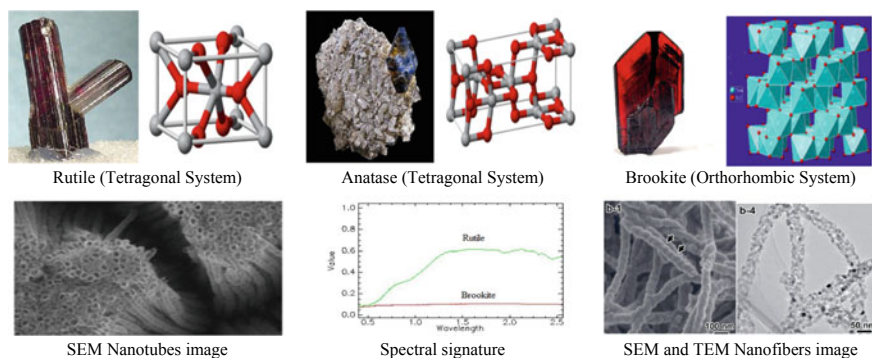 Rutile (Tetragonal System)
Anatase (Tetragonal System)
Brookite (Orthorhombic System)
1.0
0.8
0.6
0.4
0.2
0.0
Value
Rutile
Brookite
0.5 1.0 1.5 2.0 2.5
Wavelength
b-3
100 nm
b-4
50 nm
SEM Nanotubes image
Spectral signature
SEM and TEM Nanofibers image